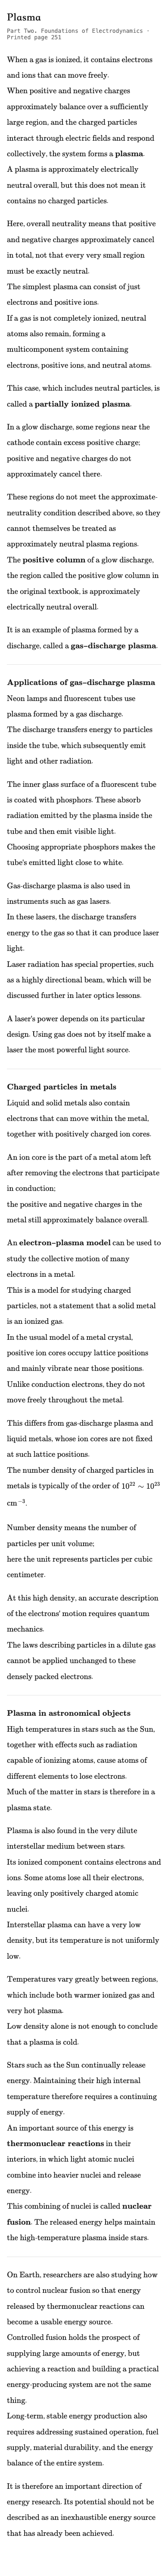 Plasma
Part Two, Foundations of Electrodynamics ·
Printed page 251
When a gas is ionized, it contains electrons
and ions that can move freely.
When positive and negative charges
approximately balance over a sufficiently
large region, and the charged particles
interact through electric fields and respond
collectively, the system forms a plasma.
A plasma is approximately electrically
neutral overall, but this does not mean it
contains no charged particles.
Here, overall neutrality means that positive
and negative charges approximately cancel
in total, not that every very small region
must be exactly neutral.
The simplest plasma can consist of just
electrons and positive ions.
If a gas is not completely ionized, neutral
atoms also remain, forming a
multicomponent system containing
electrons, positive ions, and neutral atoms.
This case, which includes neutral particles, is
called a partially ionized plasma.
In a glow discharge, some regions near the
cathode contain excess positive charge;
positive and negative charges do not
approximately cancel there.
These regions do not meet the approximate-
neutrality condition described above, so they
cannot themselves be treated as
approximately neutral plasma regions.
The positive column of a glow discharge,
the region called the positive glow column in
the original textbook, is approximately
electrically neutral overall.
It is an example of plasma formed by a
discharge, called a gas-discharge plasma.
Applications of gas-discharge plasma
Neon lamps and fluorescent tubes use
plasma formed by a gas discharge.
The discharge transfers energy to particles
inside the tube, which subsequently emit
light and other radiation.
The inner glass surface of a fluorescent tube
is coated with phosphors. These absorb
radiation emitted by the plasma inside the
tube and then emit visible light.
Choosing appropriate phosphors makes the
tube's emitted light close to white.
Gas-discharge plasma is also used in
instruments such as gas lasers.
In these lasers, the discharge transfers
energy to the gas so that it can produce laser
light.
Laser radiation has special properties, such
as a highly directional beam, which will be
discussed further in later optics lessons.
A laser's power depends on its particular
design. Using gas does not by itself make a
laser the most powerful light source.
Charged particles in metals
Liquid and solid metals also contain
electrons that can move within the metal,
together with positively charged ion cores.
An ion core is the part of a metal atom left
after removing the electrons that participate
in conduction;
the positive and negative charges in the
metal still approximately balance overall.
An electron-plasma model can be used to
study the collective motion of many
electrons in a metal.
This is a model for studying charged
particles, not a statement that a solid metal
is an ionized gas.
In the usual model of a metal crystal,
positive ion cores occupy lattice positions
and mainly vibrate near those positions.
Unlike conduction electrons, they do not
move freely throughout the metal.
This differs from gas-discharge plasma and
liquid metals, whose ion cores are not fixed
at such lattice positions.
The number density of charged particles in
metals is typically of the order of 10²² ~ 10²³
cm⁻³.
Number density means the number of
particles per unit volume;
here the unit represents particles per cubic
centimeter.
At this high density, an accurate description
of the electrons' motion requires quantum
mechanics.
The laws describing particles in a dilute gas
cannot be applied unchanged to these
densely packed electrons.
Plasma in astronomical objects
High temperatures in stars such as the Sun,
together with effects such as radiation
capable of ionizing atoms, cause atoms of
different elements to lose electrons.
Much of the matter in stars is therefore in a
plasma state.
Plasma is also found in the very dilute
interstellar medium between stars.
Its ionized component contains electrons and
ions. Some atoms lose all their electrons,
leaving only positively charged atomic
nuclei.
Interstellar plasma can have a very low
density, but its temperature is not uniformly
low.
Temperatures vary greatly between regions,
which include both warmer ionized gas and
very hot plasma.
Low density alone is not enough to conclude
that a plasma is cold.
Stars such as the Sun continually release
energy. Maintaining their high internal
temperature therefore requires a continuing
supply of energy.
An important source of this energy is
thermonuclear reactions in their
interiors, in which light atomic nuclei
combine into heavier nuclei and release
energy.
This combining of nuclei is called nuclear
fusion. The released energy helps maintain
the high-temperature plasma inside stars.
On Earth, researchers are also studying how
to control nuclear fusion so that energy
released by thermonuclear reactions can
become a usable energy source.
Controlled fusion holds the prospect of
supplying large amounts of energy, but
achieving a reaction and building a practical
energy-producing system are not the same
thing.
Long-term, stable energy production also
requires addressing sustained operation, fuel
supply, material durability, and the energy
balance of the entire system.
It is therefore an important direction of
energy research. Its potential should not be
described as an inexhaustible energy source
that has already been achieved.